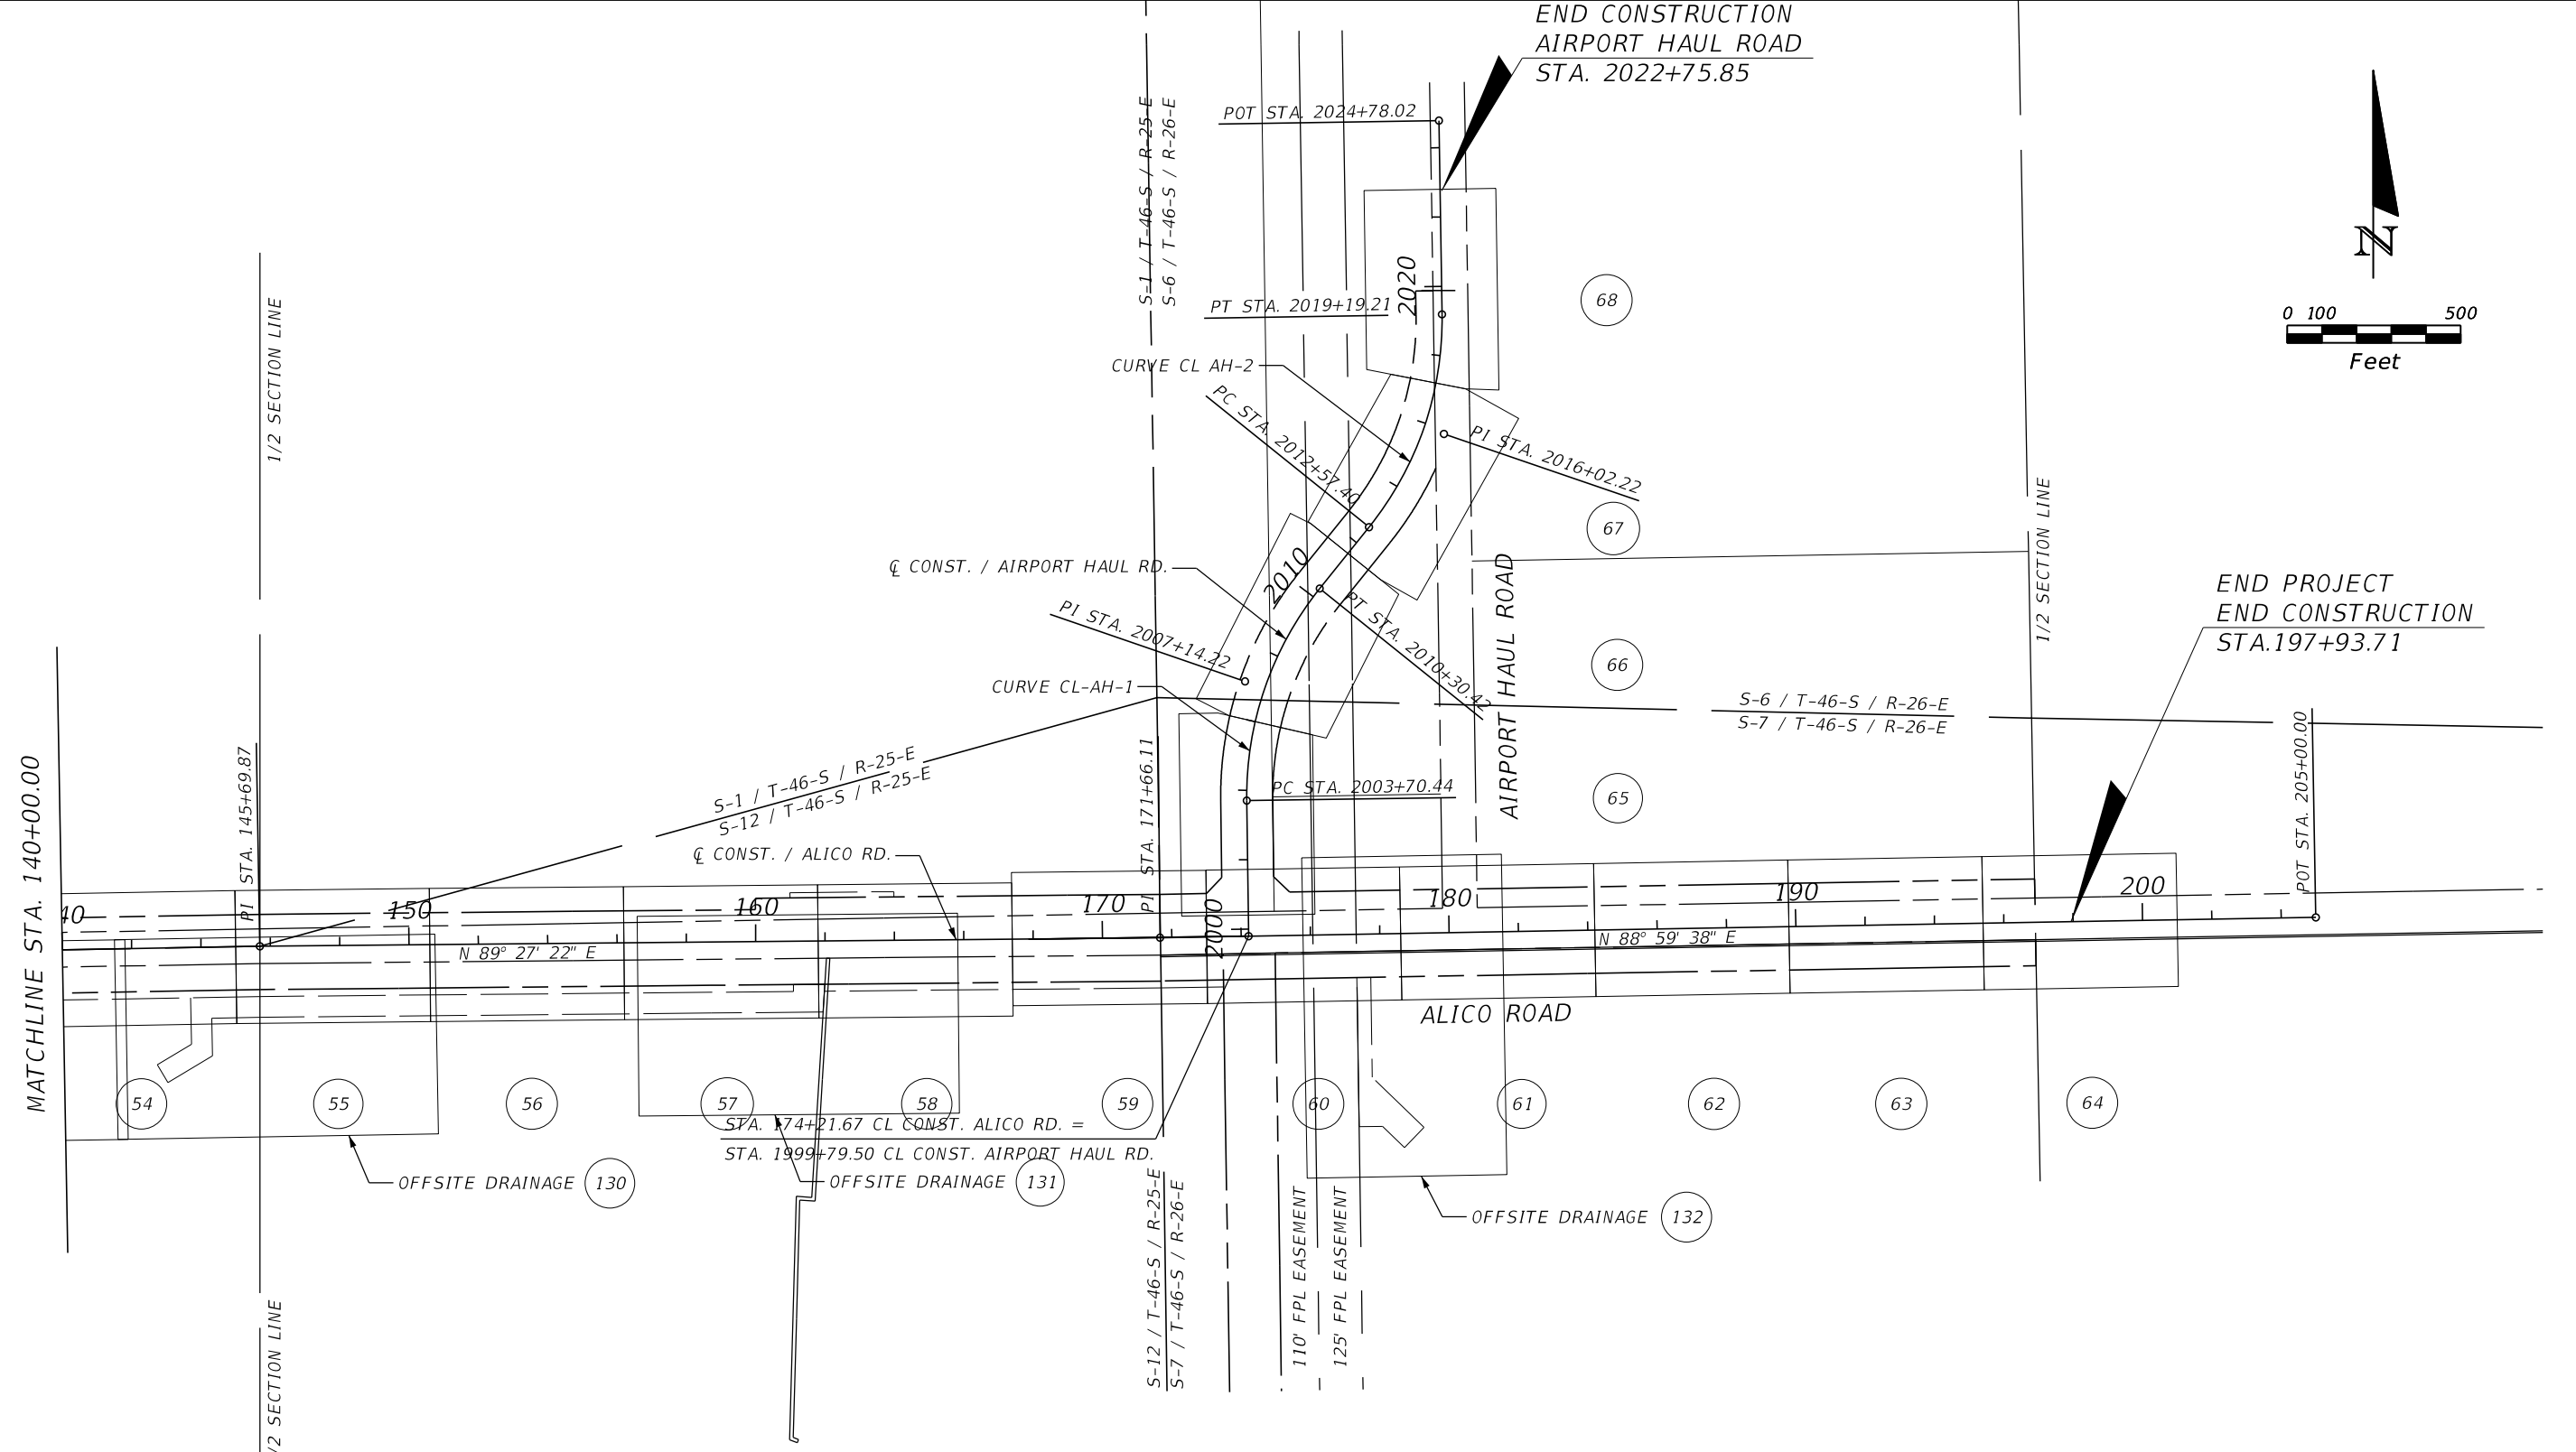 END CONSTRUCTION
AIRPORT HAUL ROAD
STA. 2022+75.85
POT STA. 2024+78.02
S-1 / T-46-S / R-25-E
S-6 / T-46-S / R-26-E
2020
PT STA. 2019+19.21
68
N
0 100 500
Feet
1/2 SECTION LINE
CURVE CL AH-2
PC STA. 2012+57.40
PI STA. 2016+02.22
67
1/2 SECTION LINE
℄ CONST. / AIRPORT HAUL RD.
2010
PI STA. 2007+14.22
PT STA. 2010+30.42
AIRPORT HAUL ROAD
END PROJECT
END CONSTRUCTION
STA.197+93.71
66
CURVE CL-AH-1
S-6 / T-46-S / R-26-E
S-7 / T-46-S / R-26-E
MATCHLINE STA. 140+00.00
PI STA. 145+69.87
S-1 / T-46-S / R-25-E
S-12 / T-46-S / R-25-E
PI STA. 171+66.11
PC STA. 2003+70.44
65
POT STA. 205+00.00
℄ CONST. / ALICO RD.
40
150
160
170
2000
180
190
200
N 89° 27' 22" E
N 88° 59' 38" E
ALICO ROAD
54
55
56
57
58
59
60
61
62
63
64
STA. 174+21.67 CL CONST. ALICO RD. =
STA. 1999+79.50 CL CONST. AIRPORT HAUL RD.
OFFSITE DRAINAGE 130
OFFSITE DRAINAGE 131
OFFSITE DRAINAGE 132
S-12 / T-46-S / R-25-E
S-7 / T-46-S / R-26-E
110' FPL EASEMENT
125' FPL EASEMENT
/2 SECTION LINE